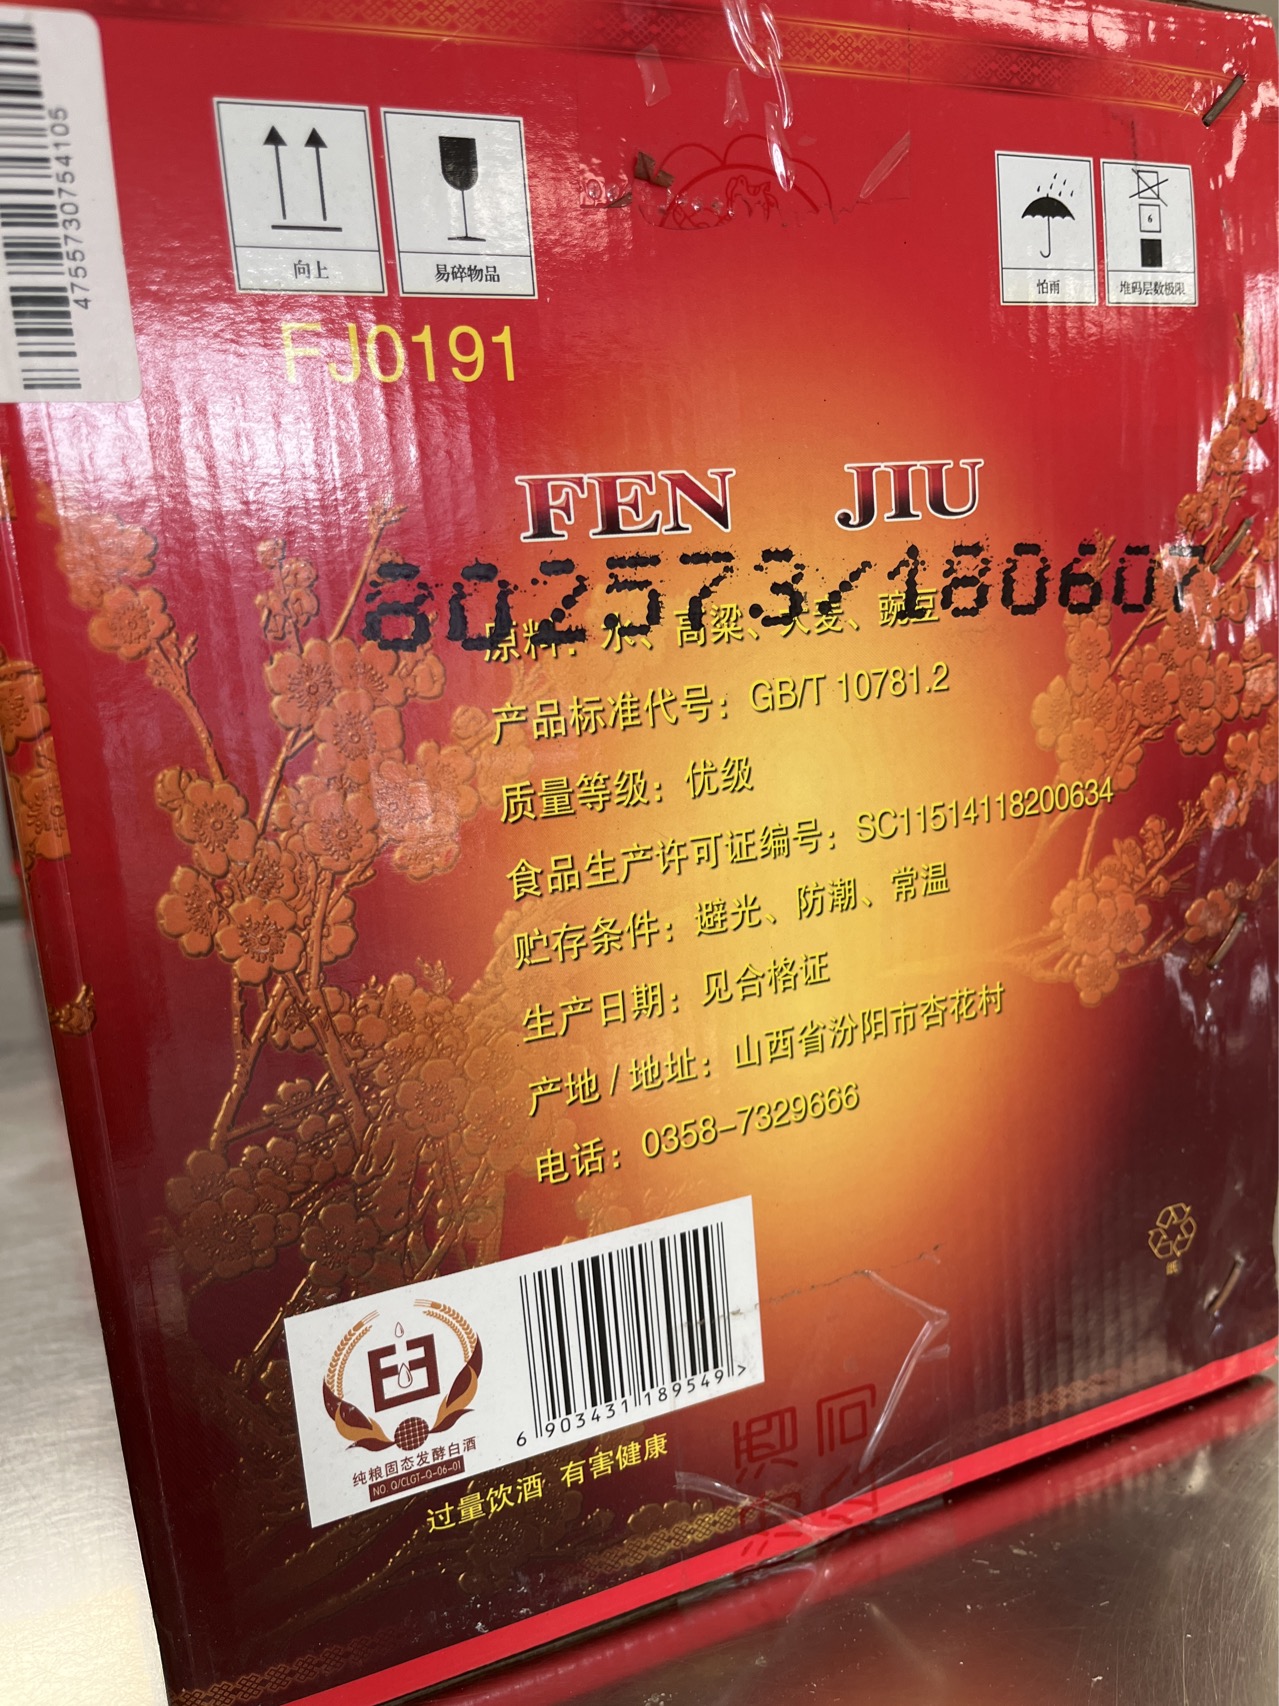 4755730754105
向上
易碎物品
怕雨
6
堆码层数极限
FJ0191
FEN JIU
802573/180607
原料：水、高粱、大麦、豌豆
产品标准代号：GB/T 10781.2
质量等级：优级
食品生产许可证编号：SC11514118200634
贮存条件：避光、防潮、常温
生产日期：见合格证
产地/地址：山西省汾阳市杏花村
电话：0358-7329666
纸
6 903431 189549 >
纯粮固态发酵白酒
NO. Q/CLGT-Q-06-01
过量饮酒 有害健康